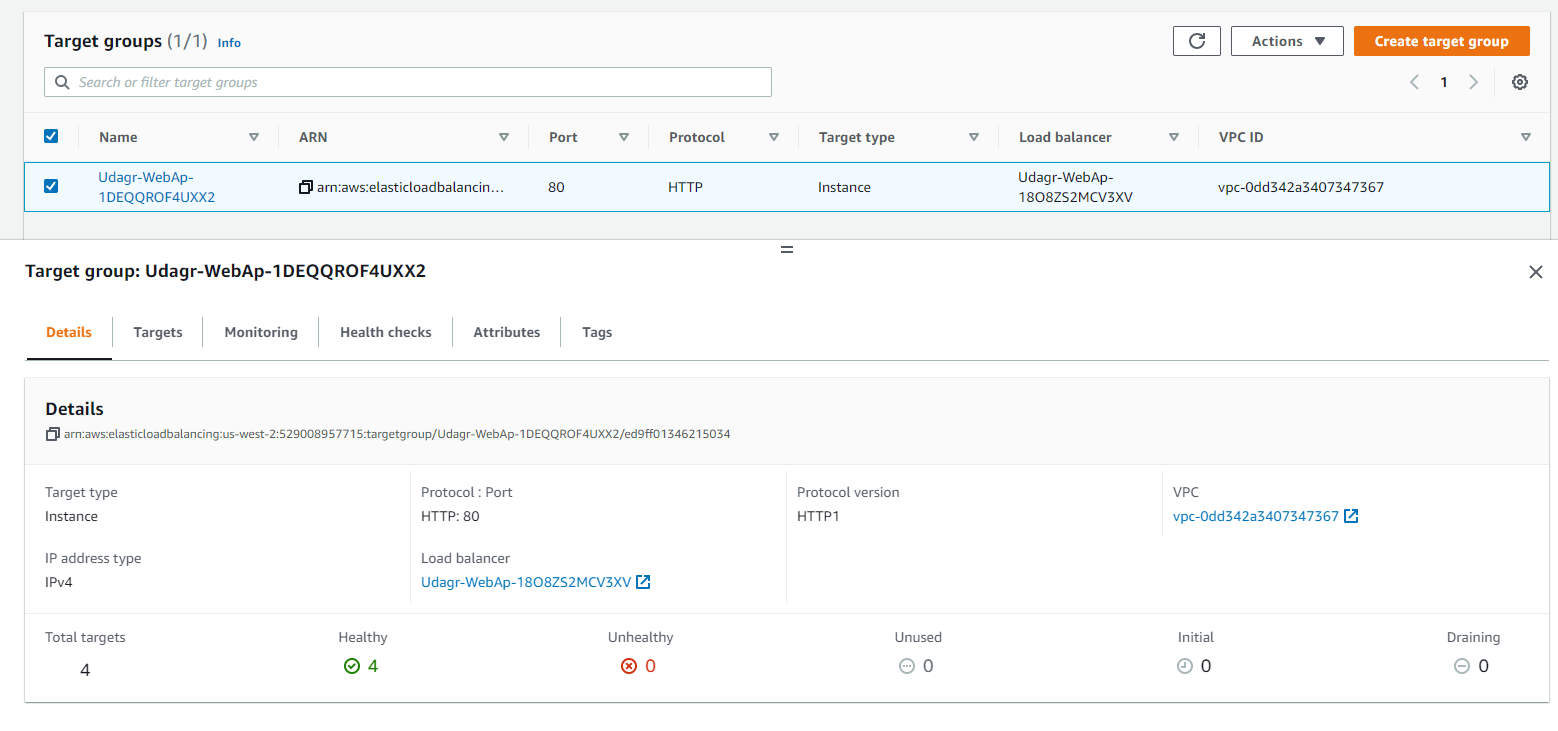 Target groups (1/1) Info
Actions
Create target group
Search or filter target groups
1
Name ARN Port Protocol Target type Load balancer VPC ID
Udagr-WebAp-
1DEQQROF4UXX2
arn:aws:elasticloadbalancin...
80
HTTP
Instance
Udagr-WebAp-
18O8ZS2MCV3XV
vpc-0dd342a3407347367
Target group: Udagr-WebAp-1DEQQROF4UXX2
Details Targets Monitoring Health checks Attributes Tags
Details
arn:aws:elasticloadbalancing:us-west-2:529008957715:targetgroup/Udagr-WebAp-1DEQQROF4UXX2/ed9ff01346215034
Target type
Instance
Protocol : Port
HTTP: 80
Protocol version
HTTP1
VPC
vpc-0dd342a3407347367
IP address type
IPv4
Load balancer
Udagr-WebAp-18O8ZS2MCV3XV
Total targets
4
Healthy
4
Unhealthy
0
Unused
0
Initial
0
Draining
0